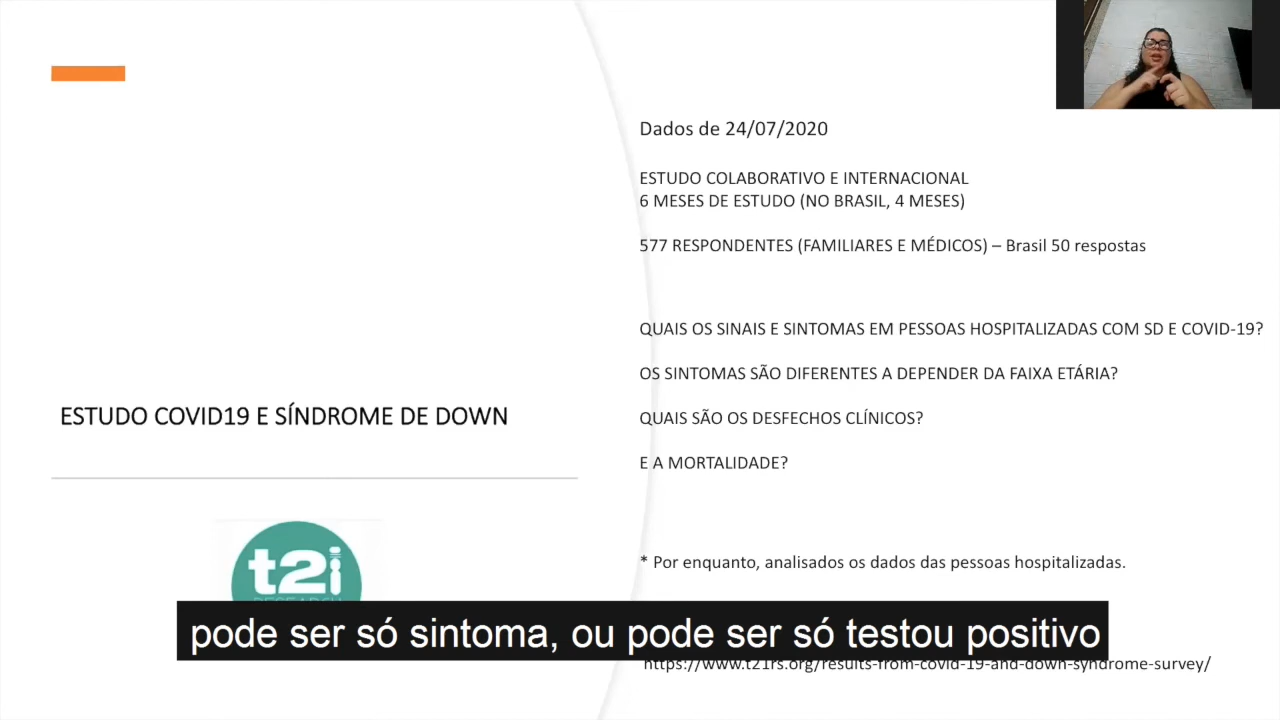 Dados de 24/07/2020
ESTUDO COLABORATIVO E INTERNACIONAL
6 MESES DE ESTUDO (NO BRASIL, 4 MESES)
577 RESPONDENTES (FAMILIARES E MÉDICOS) – Brasil 50 respostas
QUAIS OS SINAIS E SINTOMAS EM PESSOAS HOSPITALIZADAS COM SD E COVID-19?
OS SINTOMAS SÃO DIFERENTES A DEPENDER DA FAIXA ETÁRIA?
QUAIS SÃO OS DESFECHOS CLÍNICOS?
E A MORTALIDADE?
* Por enquanto, analisados os dados das pessoas hospitalizadas.
https://www.t21rs.org/results-from-covid-19-and-down-syndrome-survey/
ESTUDO COVID19 E SÍNDROME DE DOWN
t2i
RESEARCH
pode ser só sintoma, ou pode ser só testou positivo